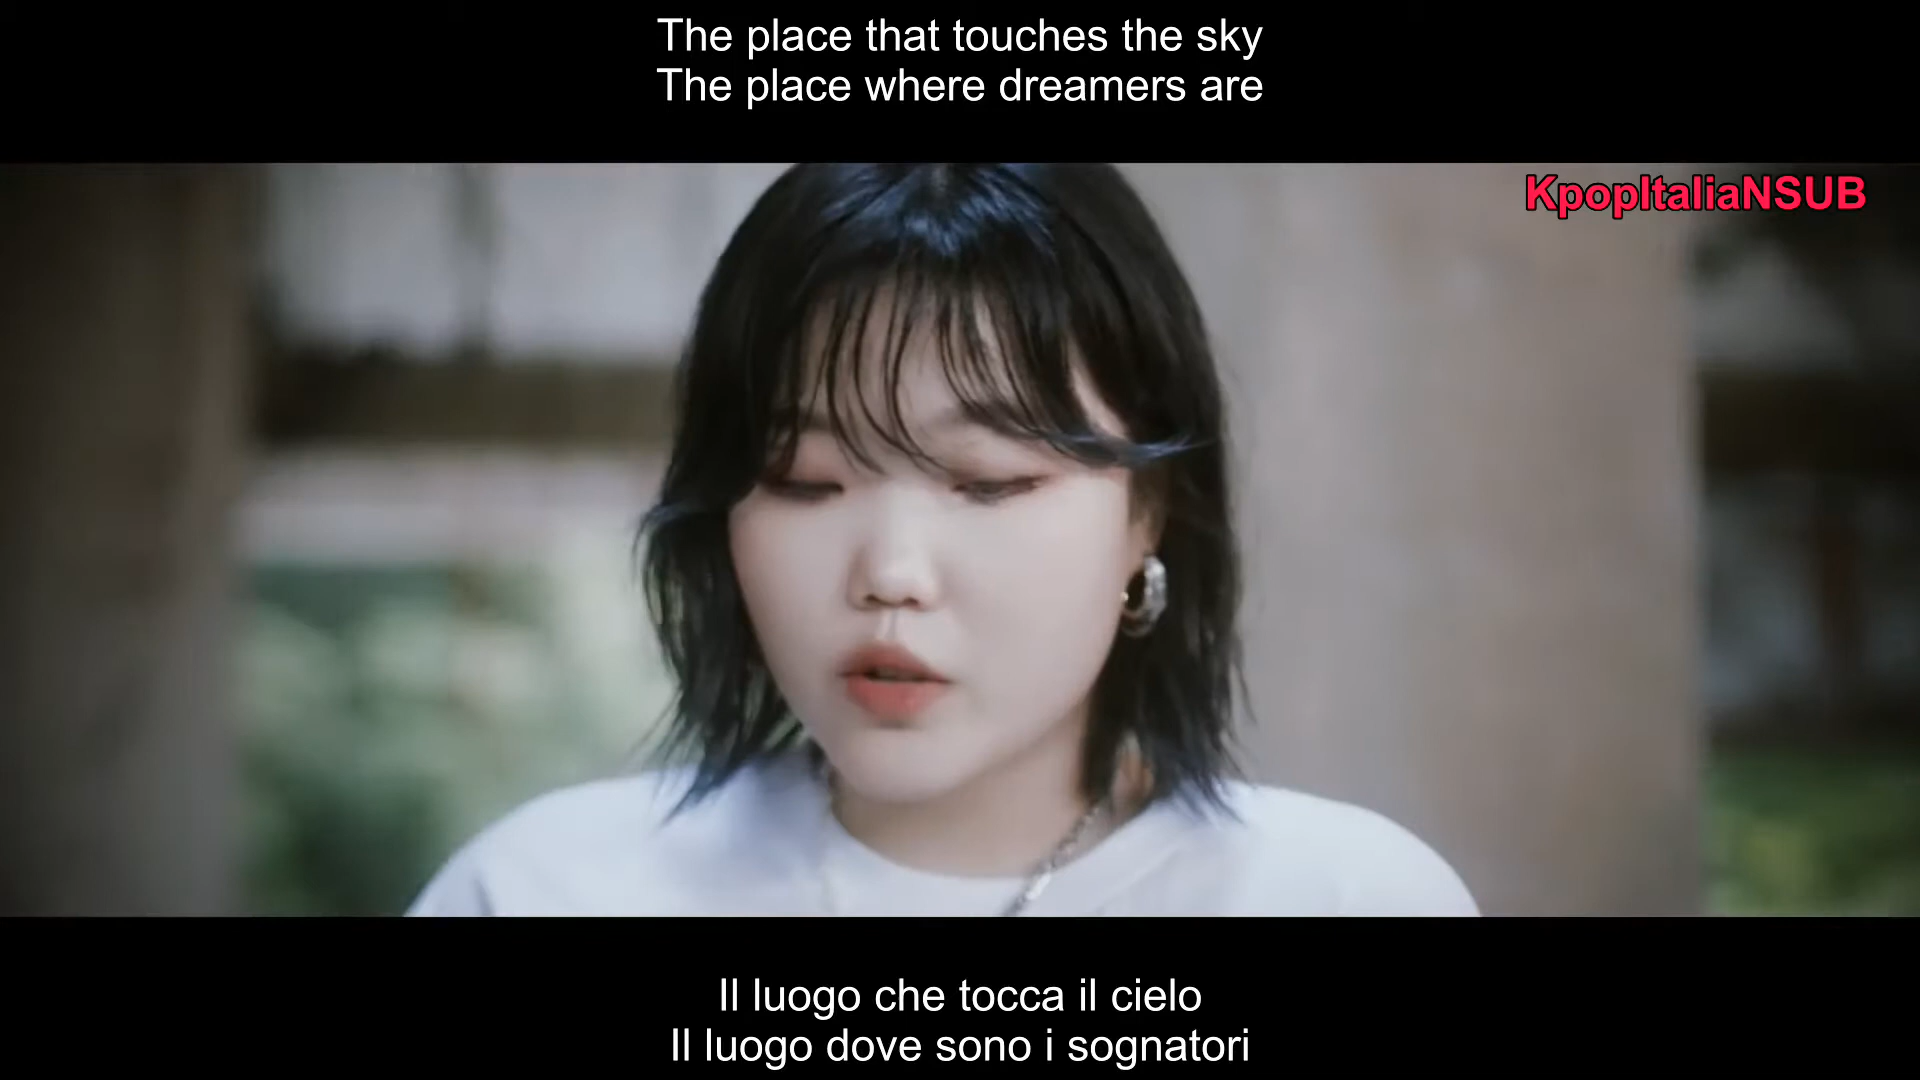 The place that touches the sky
The place where dreamers are
KpopItaliaNSUB
Il luogo che tocca il cielo
Il luogo dove sono i sognatori